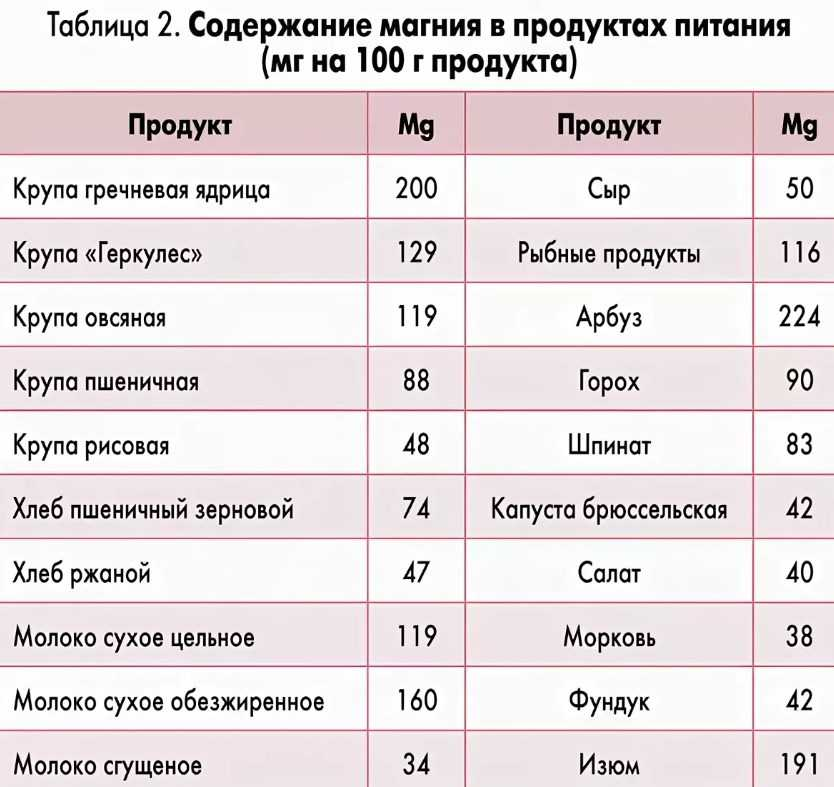 Таблица 2. Содержание магния в продуктах питания
(мг на 100 г продукта)
Продукт Mg Продукт Mg
Крупа гречневая ядрица 200 Сыр 50
Крупа «Геркулес» 129 Рыбные продукты 116
Крупа овсяная 119 Арбуз 224
Крупа пшеничная 88 Горох 90
Крупа рисовая 48 Шпинат 83
Хлеб пшеничный зерновой 74 Капуста брюссельская 42
Хлеб ржаной 47 Салат 40
Молоко сухое цельное 119 Морковь 38
Молоко сухое обезжиренное 160 Фундук 42
Молоко сгущеное 34 Изюм 191